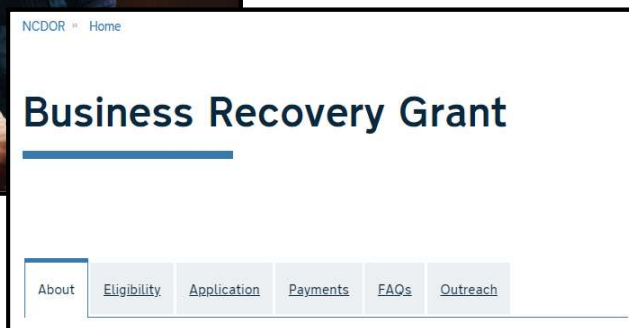 NCDOR » Home
Business Recovery Grant
About Eligibility Application Payments FAQs Outreach